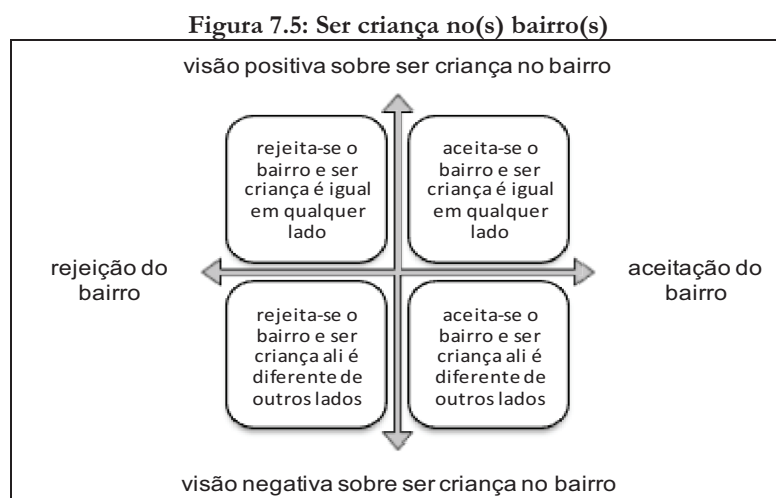 Figura 7.5: Ser criança no(s) bairro(s)
visão positiva sobre ser criança no bairro
rejeita-se o
bairro e ser
criança é igual
em qualquer
lado
aceita-se o
bairro e ser
criança é igual
em qualquer
lado
rejeição do
bairro
aceitação do
bairro
rejeita-se o
bairro e ser
criança ali é
diferente de
outros lados
aceita-se o
bairro e ser
criança ali é
diferente de
outros lados
visão negativa sobre ser criança no bairro